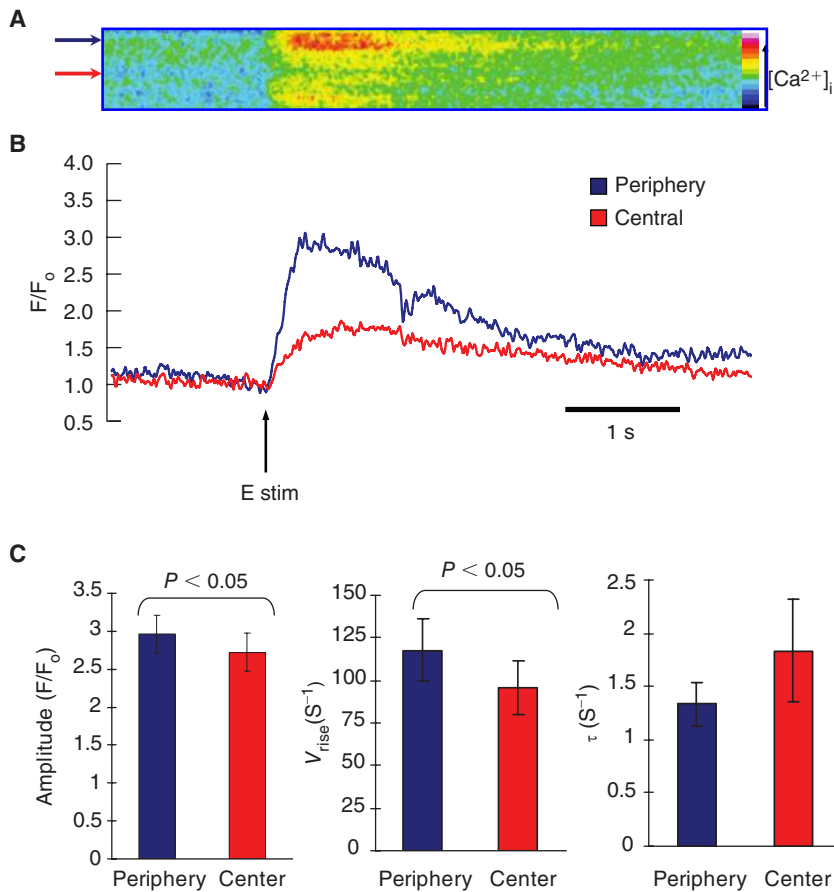 A
[Ca²⁺]ᵢ
B
4.0
3.5
3.0
2.5
2.0
1.5
1.0
0.5
F/Fₒ
Periphery
Central
1 s
E stim
C
P < 0.05
3.5
3
2.5
2
1.5
1
0.5
0
Amplitude (F/Fₒ)
Periphery Center
P < 0.05
150
125
100
75
50
25
0
V_rise(S⁻¹)
Periphery Center
2.5
2
1.5
1
0.5
0
τ (S⁻¹)
Periphery Center